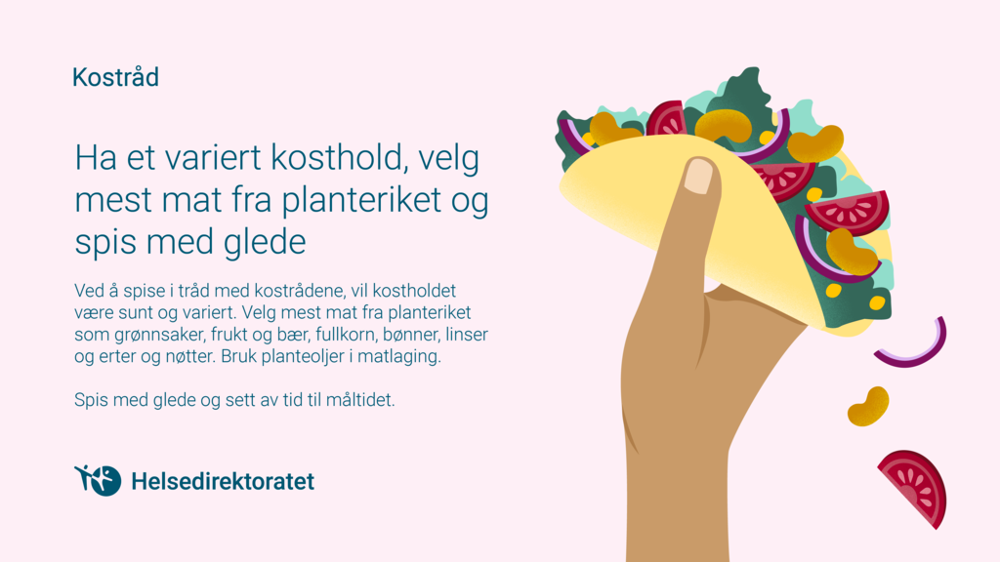 Kostråd
Ha et variert kosthold, velg
mest mat fra planteriket og
spis med glede
Ved å spise i tråd med kostrådene, vil kostholdet
være sunt og variert. Velg mest mat fra planteriket
som grønnsaker, frukt og bær, fullkorn, bønner, linser
og erter og nøtter. Bruk planteoljer i matlaging.
Spis med glede og sett av tid til måltidet.
Helsedirektoratet